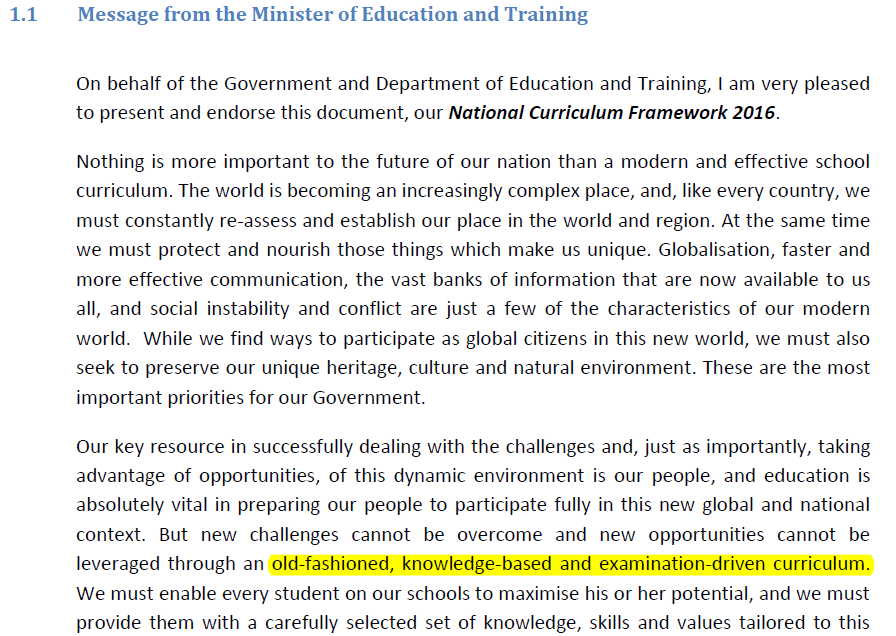 1.1 Message from the Minister of Education and Training
On behalf of the Government and Department of Education and Training, I am very pleased
to present and endorse this document, our National Curriculum Framework 2016.
Nothing is more important to the future of our nation than a modern and effective school
curriculum. The world is becoming an increasingly complex place, and, like every country, we
must constantly re-assess and establish our place in the world and region. At the same time
we must protect and nourish those things which make us unique. Globalisation, faster and
more effective communication, the vast banks of information that are now available to us
all, and social instability and conflict are just a few of the characteristics of our modern
world. While we find ways to participate as global citizens in this new world, we must also
seek to preserve our unique heritage, culture and natural environment. These are the most
important priorities for our Government.
Our key resource in successfully dealing with the challenges and, just as importantly, taking
advantage of opportunities, of this dynamic environment is our people, and education is
absolutely vital in preparing our people to participate fully in this new global and national
context. But new challenges cannot be overcome and new opportunities cannot be
leveraged through an old-fashioned, knowledge-based and examination-driven curriculum.
We must enable every student on our schools to maximise his or her potential, and we must
provide them with a carefully selected set of knowledge, skills and values tailored to this